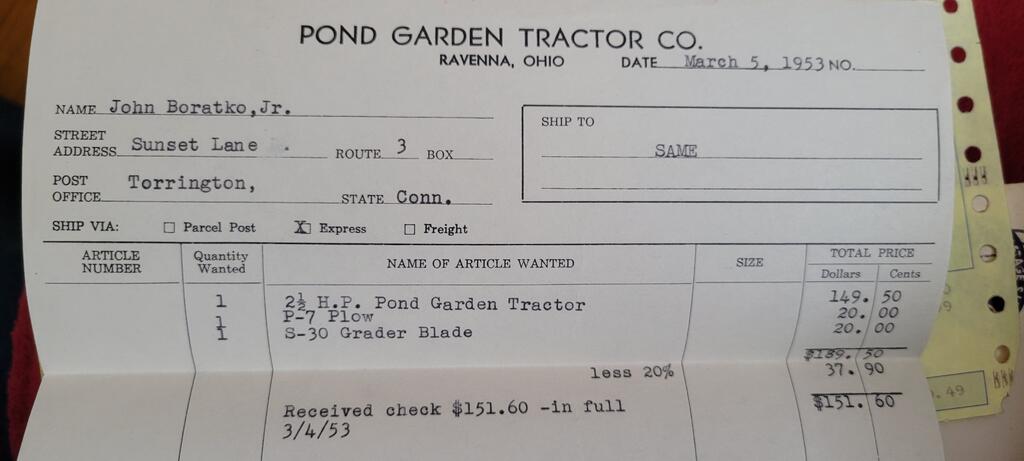 POND GARDEN TRACTOR CO.
RAVENNA, OHIO DATE March 5, 1953 NO.
NAME John Boratko, Jr.
SHIP TO
STREET
ADDRESS Sunset Lane ROUTE 3 BOX
SAME
POST
OFFICE Torrington, STATE Conn.
SHIP VIA: Parcel Post X Express Freight
ARTICLE NUMBER Quantity Wanted NAME OF ARTICLE WANTED SIZE TOTAL PRICE
Dollars Cents
1 2½ H.P. Pond Garden Tractor 149. 50
1 P-7 Plow 20. 00
1 S-30 Grader Blade 20. 00
$189. 50
less 20% 37. 90
Received check $151.60 -in full $151. 60
3/4/53
. 49